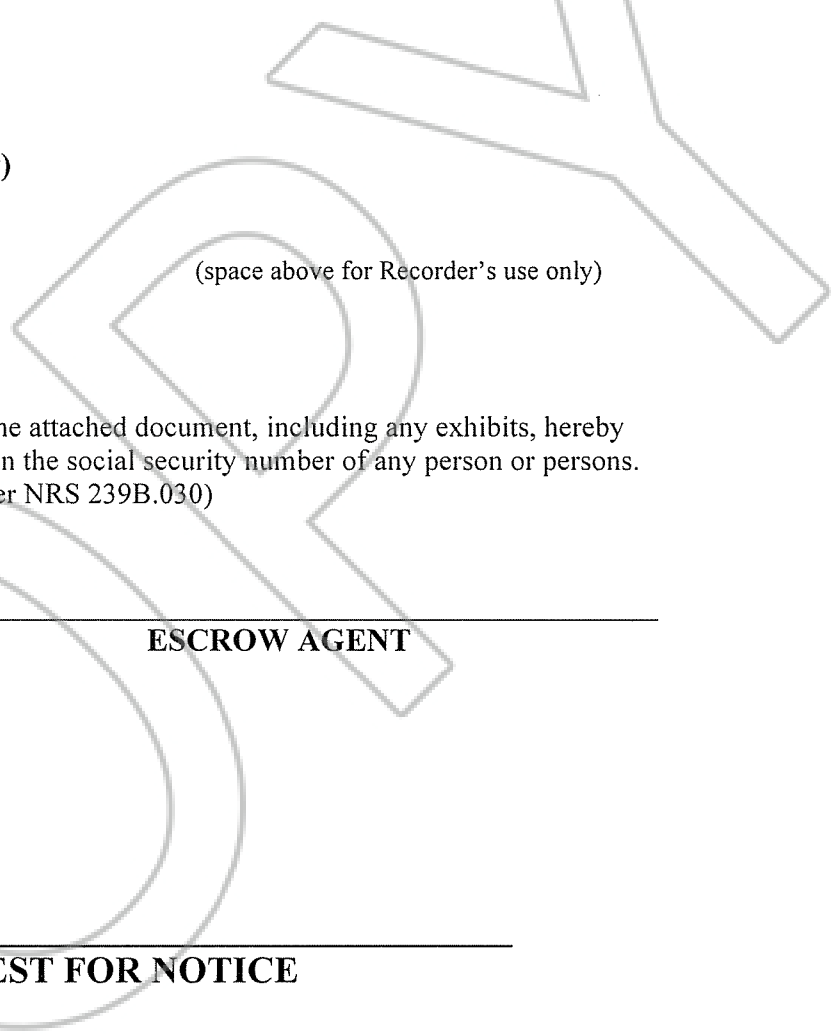 )
(space above for Recorder's use only)
he attached document, including any exhibits, hereby
n the social security number of any person or persons.
er NRS 239B.030)
ESCROW AGENT
EST FOR NOTICE
OPY